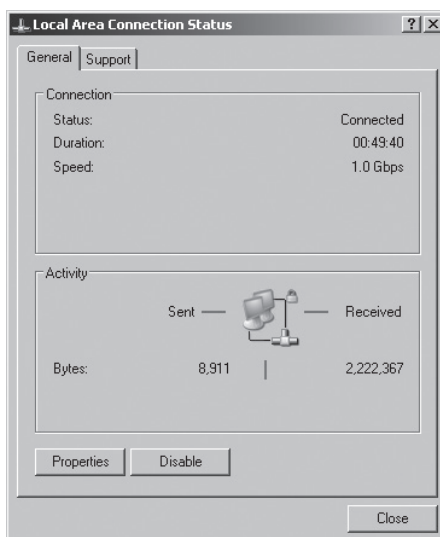 Local Area Connection Status ? X
General Support
Connection
Status: Connected
Duration: 00:49:40
Speed: 1.0 Gbps
Activity
Sent Received
Bytes: 8,911 2,222,367
Properties Disable
Close